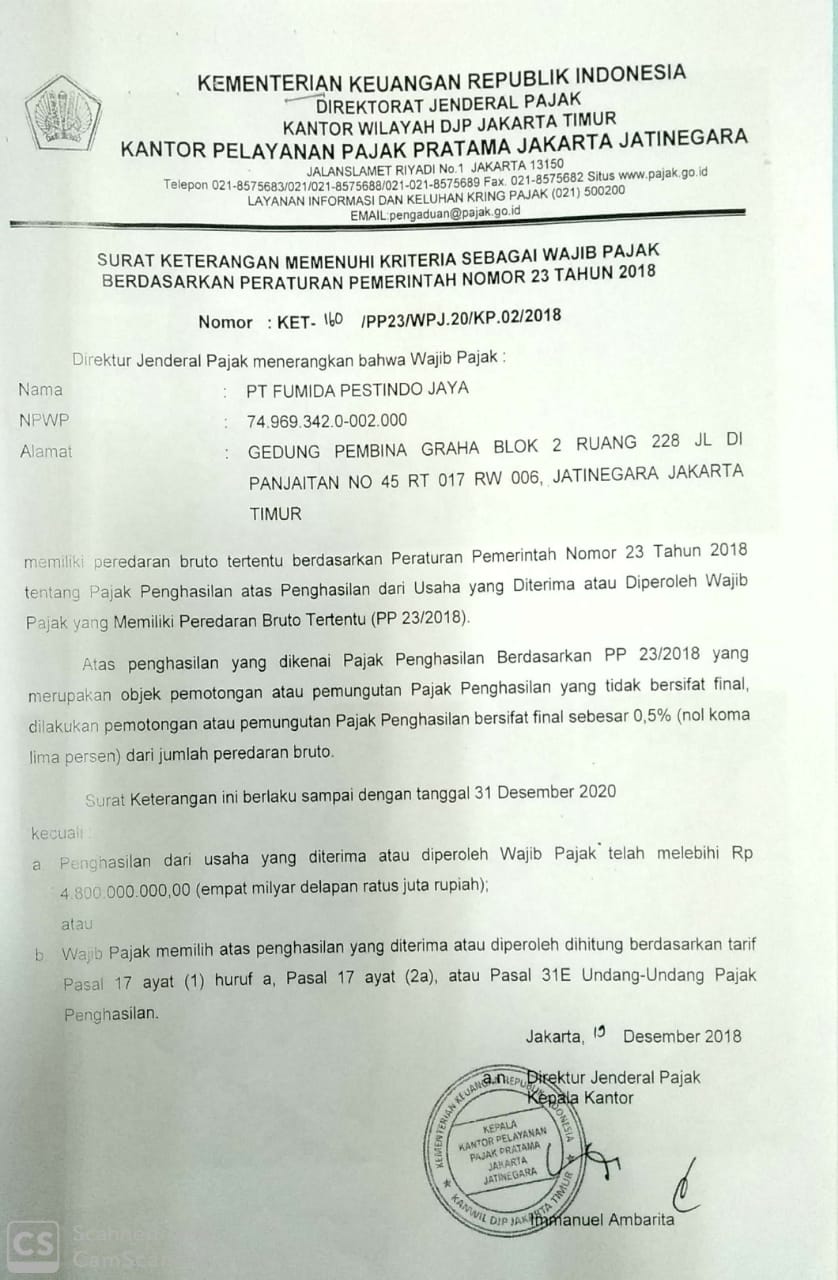 KEMENTERIAN KEUANGAN REPUBLIK INDONESIA
DIREKTORAT JENDERAL PAJAK
KANTOR WILAYAH DJP JAKARTA TIMUR
KANTOR PELAYANAN PAJAK PRATAMA JAKARTA JATINEGARA
JALANSLAMET RIYADI No.1 JAKARTA 13150
Telepon 021-8575683/021/021-8575688/021-021-8575689 Fax. 021-8575682 Situs www.pajak.go.id
LAYANAN INFORMASI DAN KELUHAN KRING PAJAK (021) 500200
EMAIL:pengaduan@pajak.go.id
SURAT KETERANGAN MEMENUHI KRITERIA SEBAGAI WAJIB PAJAK
BERDASARKAN PERATURAN PEMERINTAH NOMOR 23 TAHUN 2018
Nomor : KET- 160 /PP23/WPJ.20/KP.02/2018
Direktur Jenderal Pajak menerangkan bahwa Wajib Pajak :
Nama : PT FUMIDA PESTINDO JAYA
NPWP : 74.969.342.0-002.000
Alamat : GEDUNG PEMBINA GRAHA BLOK 2 RUANG 228 JL DI
PANJAITAN NO 45 RT 017 RW 006, JATINEGARA JAKARTA
TIMUR
memiliki peredaran bruto tertentu berdasarkan Peraturan Pemerintah Nomor 23 Tahun 2018
tentang Pajak Penghasilan atas Penghasilan dari Usaha yang Diterima atau Diperoleh Wajib
Pajak yang Memiliki Peredaran Bruto Tertentu (PP 23/2018).
Atas penghasilan yang dikenai Pajak Penghasilan Berdasarkan PP 23/2018 yang
merupakan objek pemotongan atau pemungutan Pajak Penghasilan yang tidak bersifat final,
dilakukan pemotongan atau pemungutan Pajak Penghasilan bersifat final sebesar 0,5% (nol koma
lima persen) dari jumlah peredaran bruto.
Surat Keterangan ini berlaku sampai dengan tanggal 31 Desember 2020
kecuali :
a. Penghasilan dari usaha yang diterima atau diperoleh Wajib Pajak telah melebihi Rp
4.800.000.000,00 (empat milyar delapan ratus juta rupiah);
atau
b. Wajib Pajak memilih atas penghasilan yang diterima atau diperoleh dihitung berdasarkan tarif
Pasal 17 ayat (1) huruf a, Pasal 17 ayat (2a), atau Pasal 31E Undang-Undang Pajak
Penghasilan.
Jakarta, 19 Desember 2018
a.n. Direktur Jenderal Pajak
Kepala Kantor
KEMENTERIAN KEUANGAN REPUBLIK INDONESIA
KEPALA
KANTOR PELAYANAN
PAJAK PRATAMA
JAKARTA
JATINEGARA
KANWIL DJP JAKARTA TIMUR
Immanuel Ambarita
CS